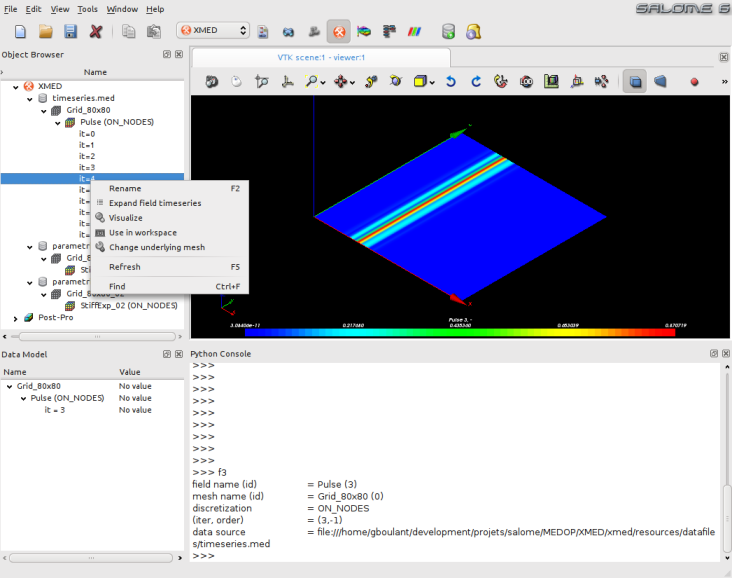 File Edit View Tools Window Help
SALOME 6
XMED
Object Browser
Name
XMED
timeseries.med
Grid_80x80
Pulse (ON_NODES)
it=0
it=1
it=2
it=3
it=4
it=
it=
it=
it=
it=
parametr
Grid_8
Stif
parametr
Grid_80x80_02
StiffExp_02 (ON_NODES)
Post-Pro
Rename F2
Expand field timeseries
Visualize
Use in workspace
Change underlying mesh
Refresh F5
Find Ctrl+F
VTK scene:1 - viewer:1
»
Pulse 3, -
0.217680 0.435360 0.653039 0.870719
Data Model
Name Value
Grid_80x80 No value
Pulse (ON_NODES) No value
it = 3 No value
Python Console
>>>
>>>
>>>
>>>
>>>
>>>
>>>
>>>
>>>
>>> f3
field name (id) = Pulse (3)
mesh name (id) = Grid_80x80 (0)
discretization = ON_NODES
(iter, order) = (3,-1)
data source = file:///home/gboulant/development/projets/salome/MEDOP/XMED/xmed/resources/datafile
s/timeseries.med
>>>